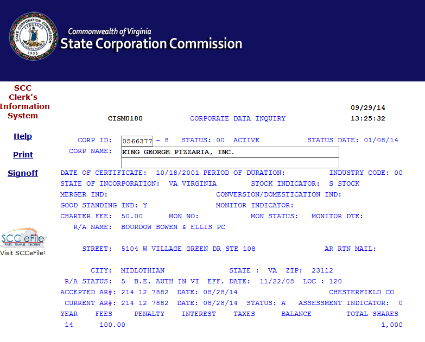 Commonwealth of Virginia
State Corporation Commission
SCC
Clerk's
Information
System
Help
Print
Signoff
SCC eFile
Visit SCCeFile!
09/29/14
CISM0180 CORPORATE DATA INQUIRY 13:25:32
CORP ID: 0566377 - 8 STATUS: 00 ACTIVE STATUS DATE: 01/08/14
CORP NAME: KING GEORGE PIZZARIA, INC.
DATE OF CERTIFICATE: 10/18/2001 PERIOD OF DURATION: INDUSTRY CODE: 00
STATE OF INCORPORATION: VA VIRGINIA STOCK INDICATOR: S STOCK
MERGER IND: CONVERSION/DOMESTICATION IND:
GOOD STANDING IND: Y MONITOR INDICATOR:
CHARTER FEE: 50.00 MON NO: MON STATUS: MONITOR DTE:
R/A NAME: BOURDOW BOWEN & ELLIS PC
STREET: 5104 W VILLAGE GREEN DR STE 108 AR RTN MAIL:
CITY: MIDLOTHIAN STATE : VA ZIP: 23112
R/A STATUS: 5 B.E. AUTH IN VI EFF. DATE: 11/22/08 LOC : 120
ACCEPTED AR#: 214 12 7882 DATE: 08/28/14 CHESTERFIELD CO
CURRENT AR#: 214 12 7882 DATE: 08/28/14 STATUS: A ASSESSMENT INDICATOR: 0
YEAR FEES PENALTY INTEREST TAXES BALANCE TOTAL SHARES
14 100.00 1,000